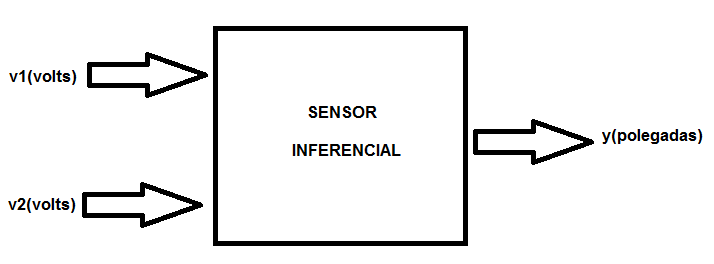 v1(volts)
SENSOR
INFERENCIAL
y(polegadas)
v2(volts)